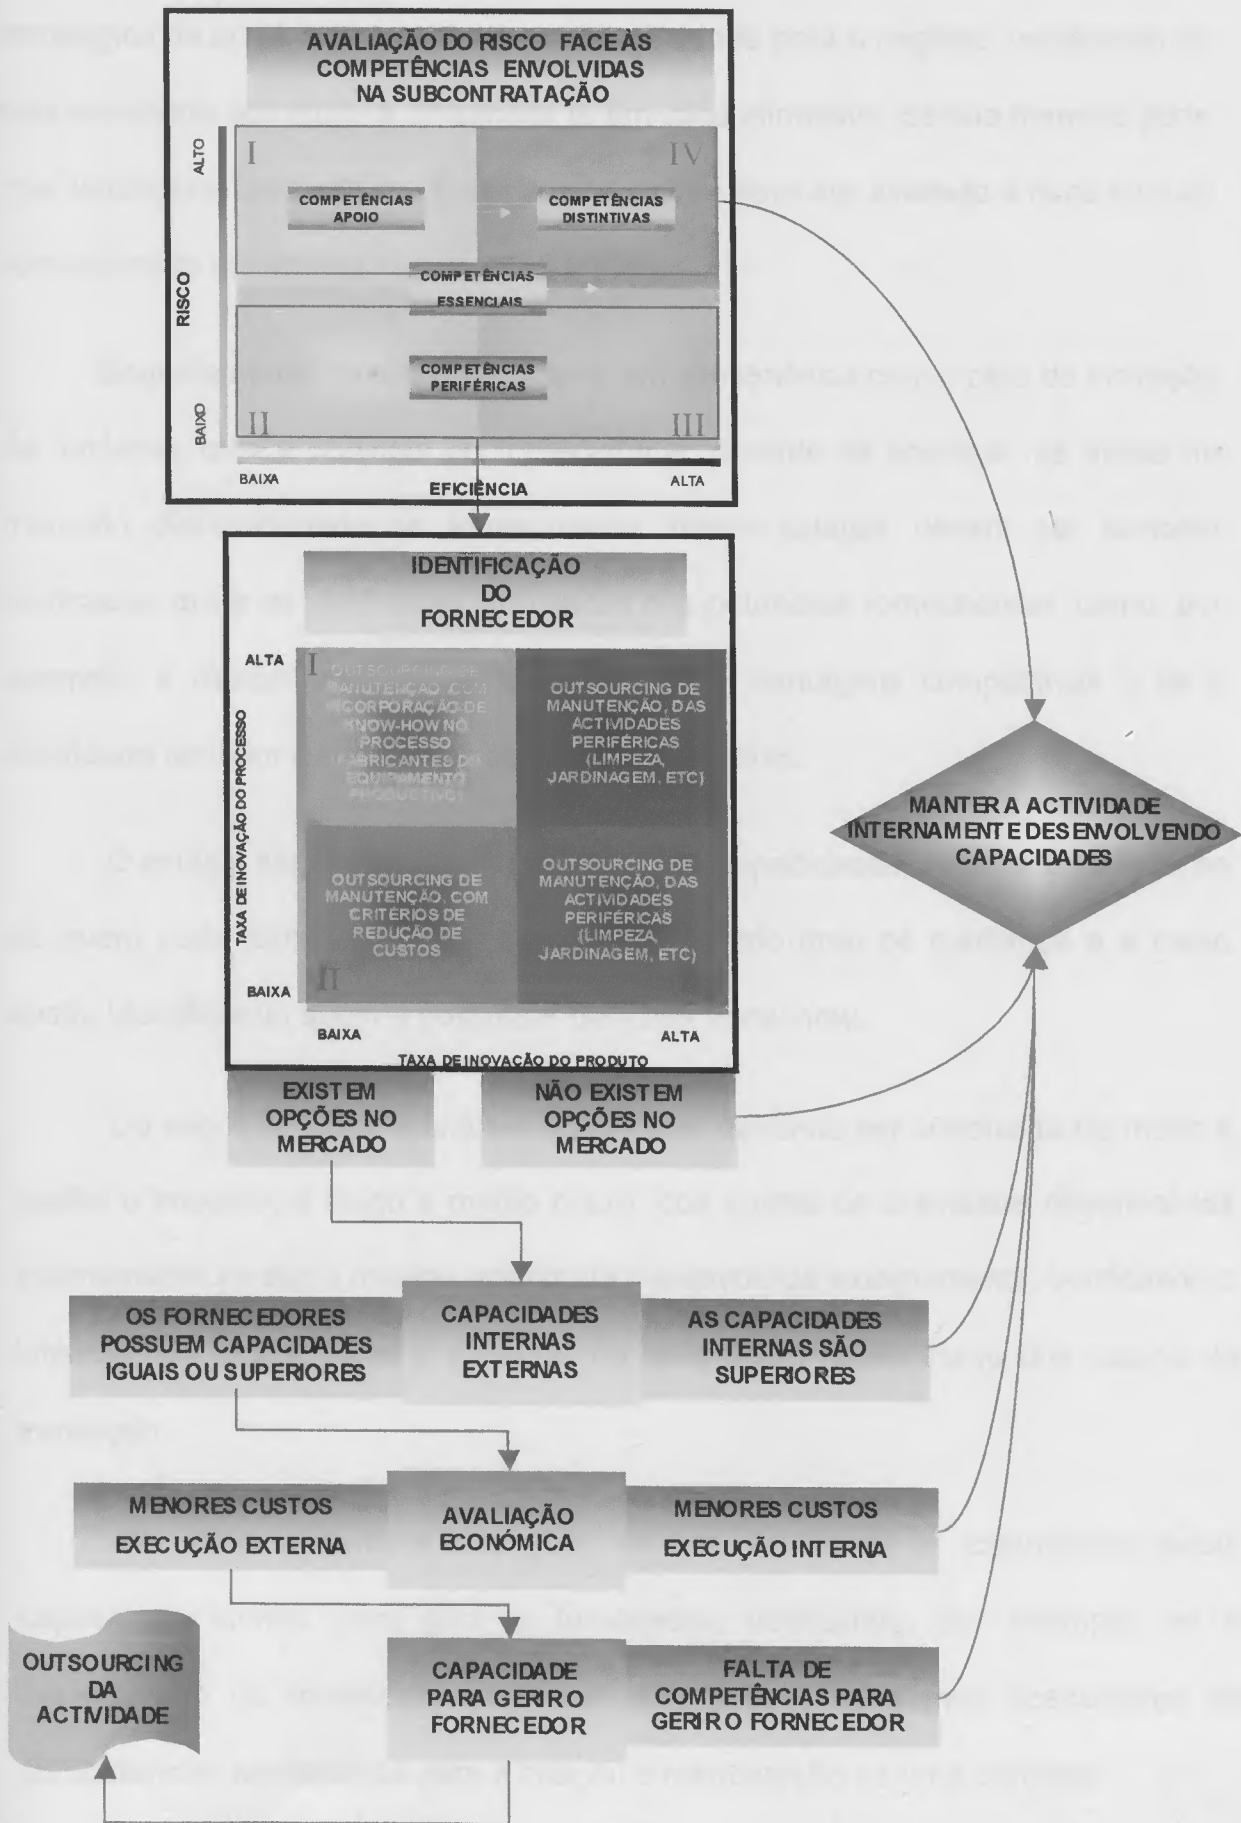 AVALIAÇÃO DO RISCO FACE ÀS
COMPETÊNCIAS ENVOLVIDAS
NA SUBCONTRATAÇÃO
ALTO
RISCO
BAIXO
I
IV
COMPETÊNCIAS
APOIO
COMPETÊNCIAS
DISTINTIVAS
COMPETÊNCIAS
ESSENCIAIS
COMPETÊNCIAS
PERIFÉRICAS
II
III
BAIXA
EFICIÊNCIA
ALTA
IDENTIFICAÇÃO
DO
FORNECEDOR
ALTA
TAXA DE INOVAÇÃO DO PROCESSO
BAIXA
I
OUTSOURCING DE
MANUTENÇÃO, COM
INCORPORAÇÃO DE
KNOW-HOW NO
PROCESSO
(FABRICANTES DO
EQUIPAMENTO
PRODUCTIVO)
OUTSOURCING DE
MANUTENÇÃO, DAS
ACTIVIDADES
PERIFÉRICAS
(LIMPEZA,
JARDINAGEM, ETC)
OUTSOURCING DE
MANUTENÇÃO, COM
CRITÉRIOS DE
REDUÇÃO DE
CUSTOS
II
OUTSOURCING DE
MANUTENÇÃO, DAS
ACTIVIDADES
PERIFÉRICAS
(LIMPEZA,
JARDINAGEM, ETC)
BAIXA
ALTA
TAXA DE INOVAÇÃO DO PRODUTO
MANTER A ACTIVIDADE
INTERNAMENTE DESENVOLVENDO
CAPACIDADES
EXISTEM
OPÇÕES NO
MERCADO
NÃO EXISTEM
OPÇÕES NO
MERCADO
OS FORNECEDORES
POSSUEM CAPACIDADES
IGUAIS OU SUPERIORES
CAPACIDADES
INTERNAS
EXTERNAS
AS CAPACIDADES
INTERNAS SÃO
SUPERIORES
MENORES CUSTOS
EXECUÇÃO EXTERNA
AVALIAÇÃO
ECONÓMICA
MENORES CUSTOS
EXECUÇÃO INTERNA
OUTSOURCING
DA
ACTIVIDADE
CAPACIDADE
PARA GERIR O
FORNECEDOR
FALTA DE
COMPETÊNCIAS PARA
GERIR O FORNECEDOR